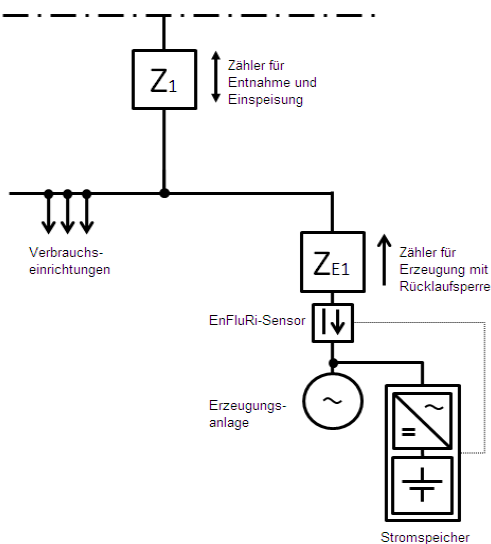 Z1
Zähler für
Entnahme und
Einspeisung
Verbrauchs-
einrichtungen
ZE1
Zähler für
Erzeugung mit
Rücklaufsperre
EnFluRi-Sensor
Erzeugungs-
anlage
Stromspeicher